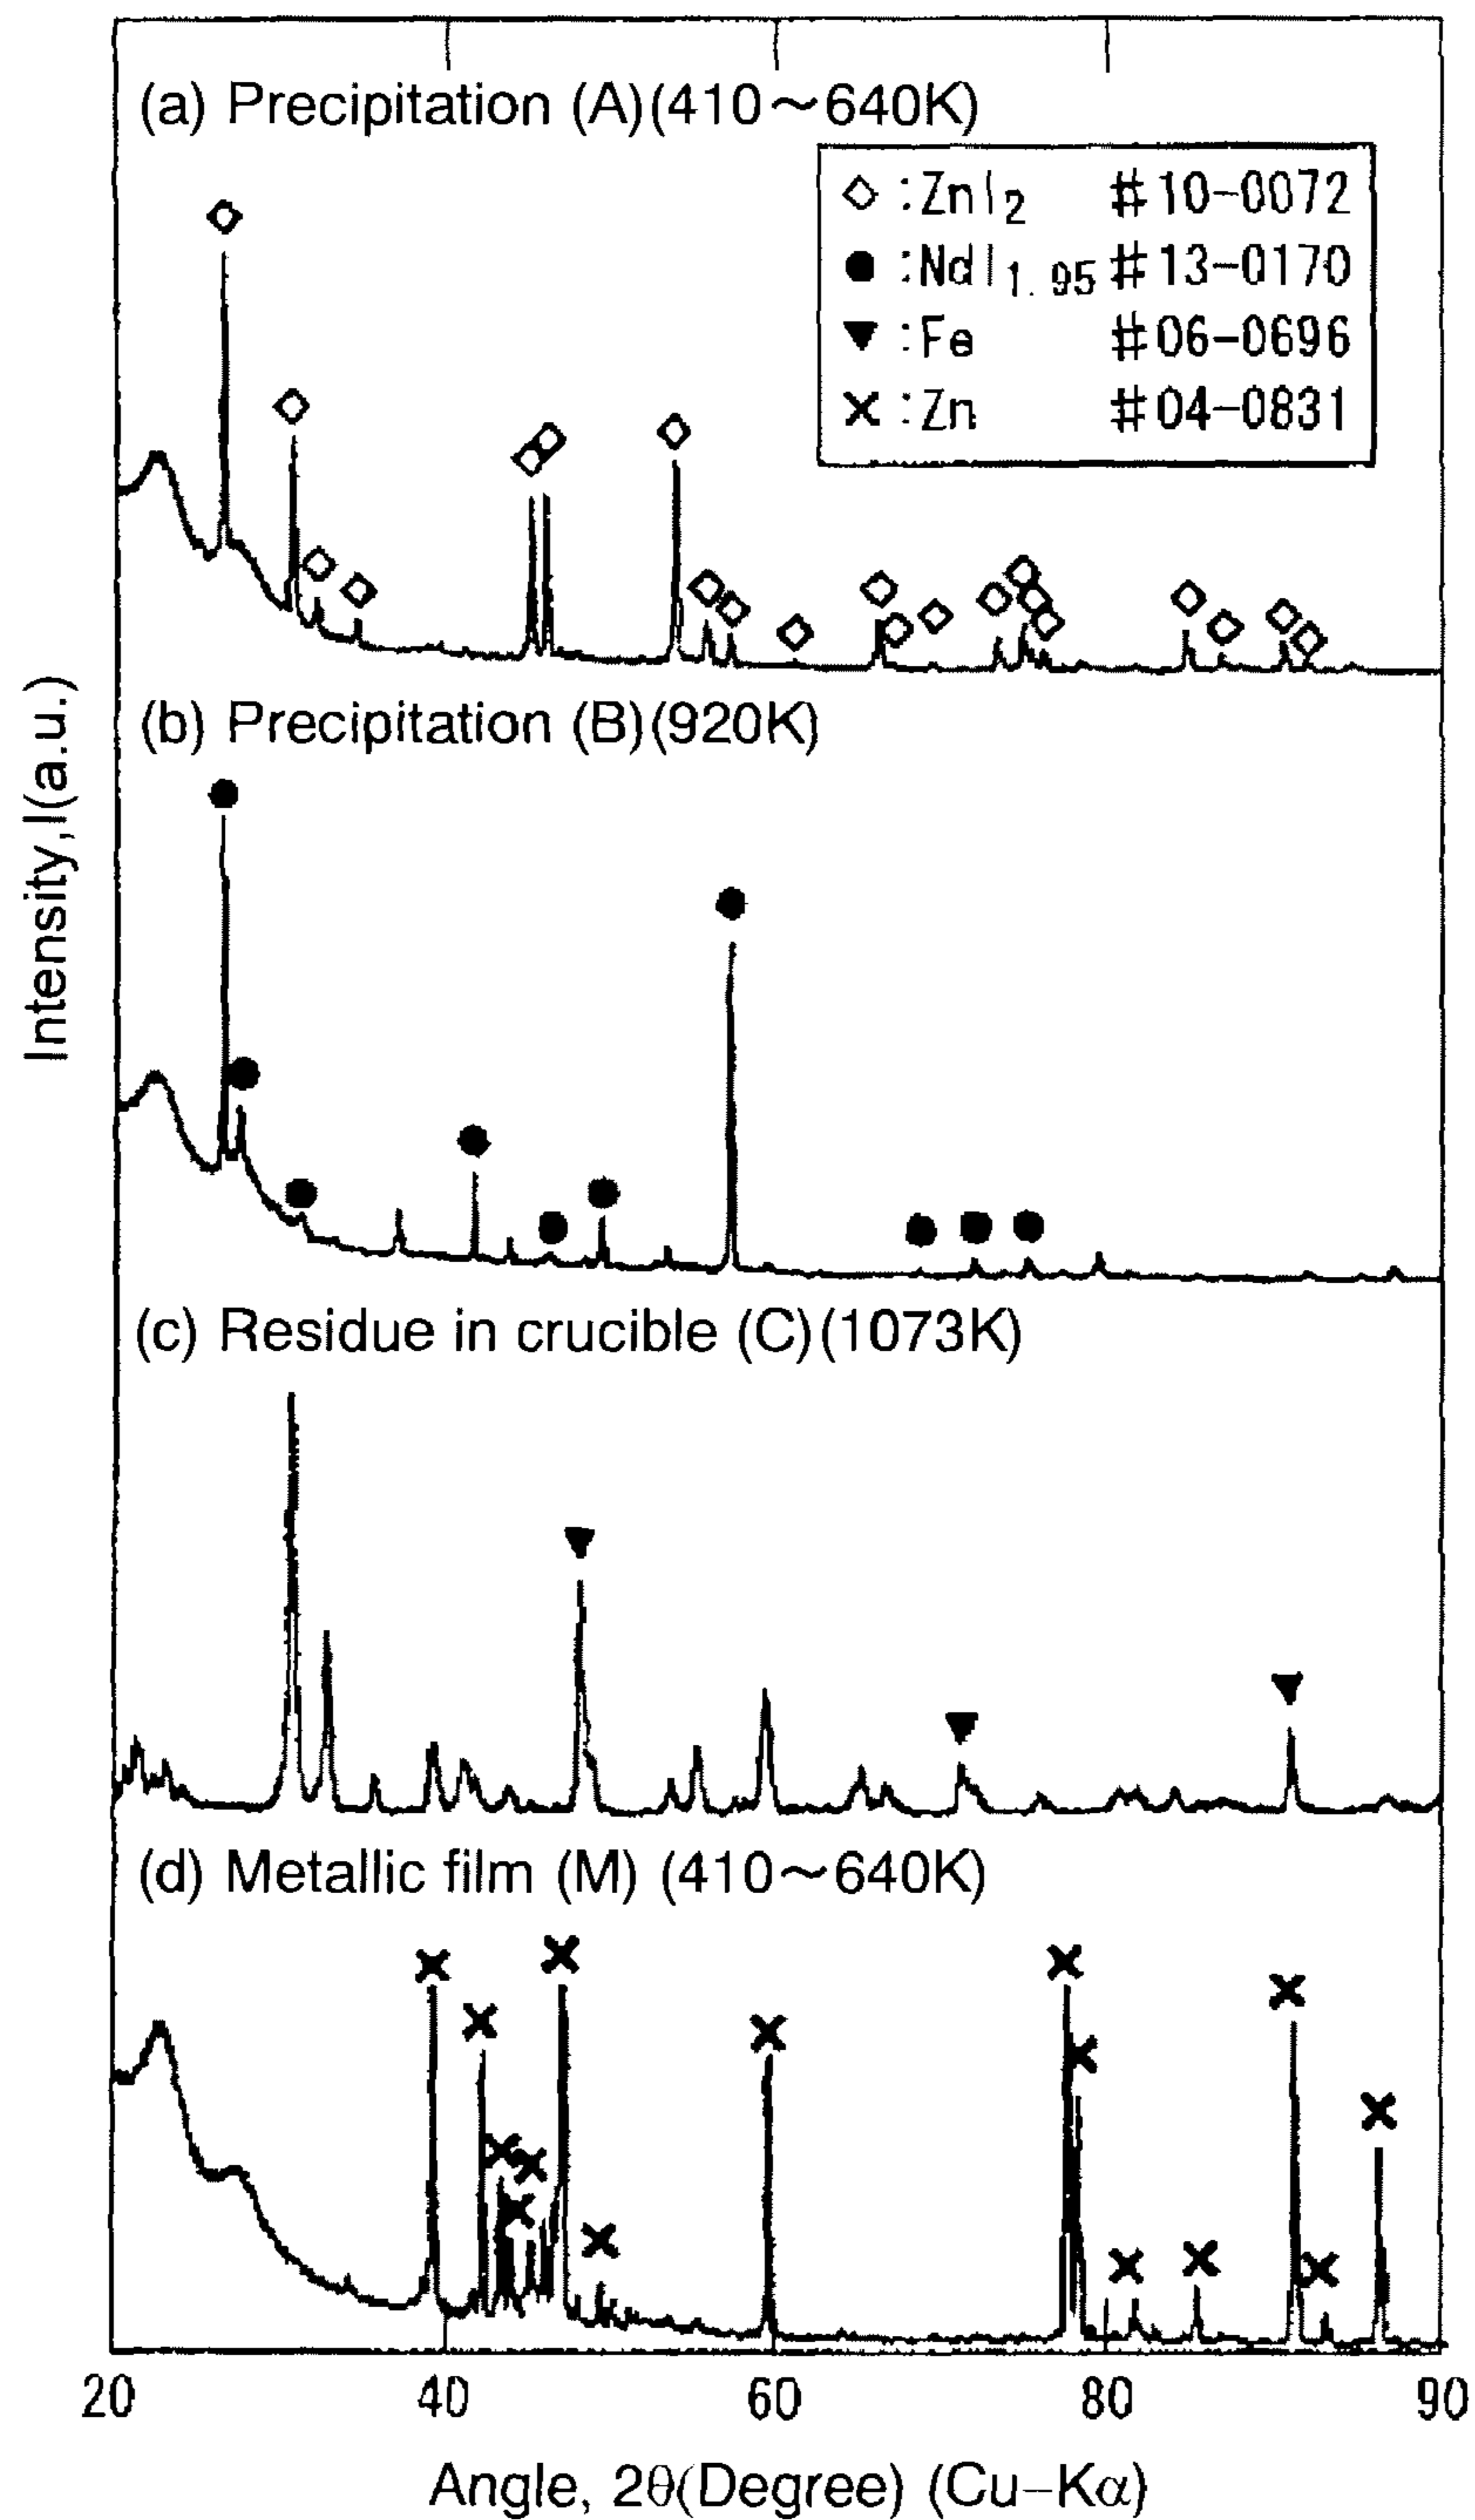 (a) Precipitation (A)(410～640K)
◇ :ZnI2 #10-0072
● :NdI1.95 #13-0170
▼ :Fe #06-0696
× :Zn #04-0831
(b) Precipitation (B)(920K)
(c) Residue in crucible (C)(1073K)
(d) Metallic film (M) (410～640K)
Intensity,I(a.u.)
20 40 60 80 90
Angle, 2θ(Degree) (Cu-Kα)